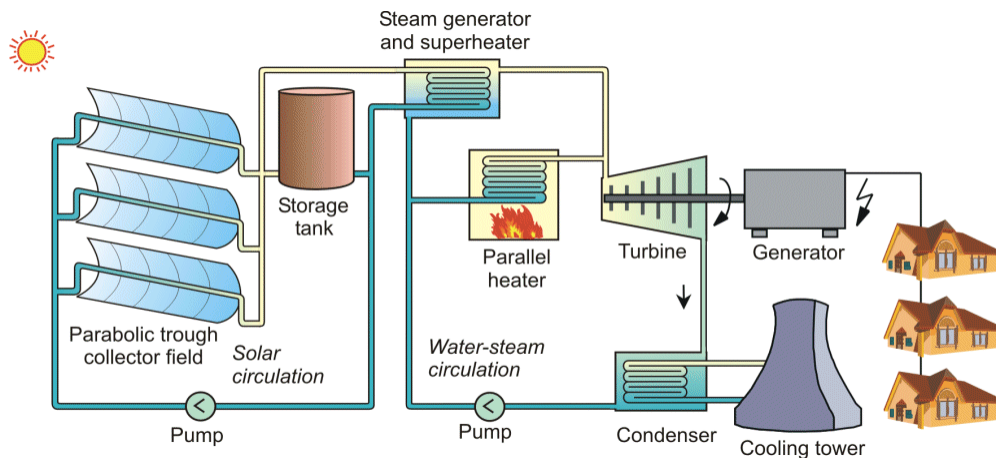 Steam generator
and superheater
Storage
tank
Parallel
heater
Turbine
Generator
Parabolic trough
collector field
Solar
circulation
Water-steam
circulation
Pump
Pump
Condenser
Cooling tower